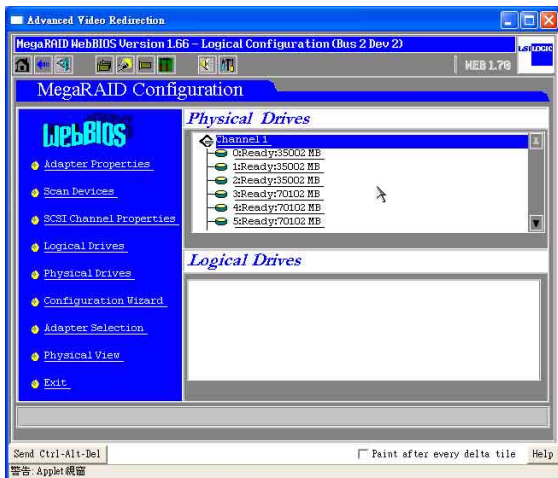 Advanced Video Redirection
MegaRAID WebBIOS Version 1.66 - Logical Configuration (Bus 2 Dev 2)
LSI LOGIC
WEB 1.70
MegaRAID Configuration
WebBIOS
Adapter Properties
Scan Devices
SCSI Channel Properties
Logical Drives
Physical Drives
Configuration Wizard
Adapter Selection
Physical View
Exit
Physical Drives
Channel 1
0:Ready:35002 MB
1:Ready:35002 MB
2:Ready:35002 MB
3:Ready:70102 MB
4:Ready:70102 MB
5:Ready:70102 MB
Logical Drives
Send Ctrl-Alt-Del
Paint after every delta tile
Help
警告: Applet 視窗